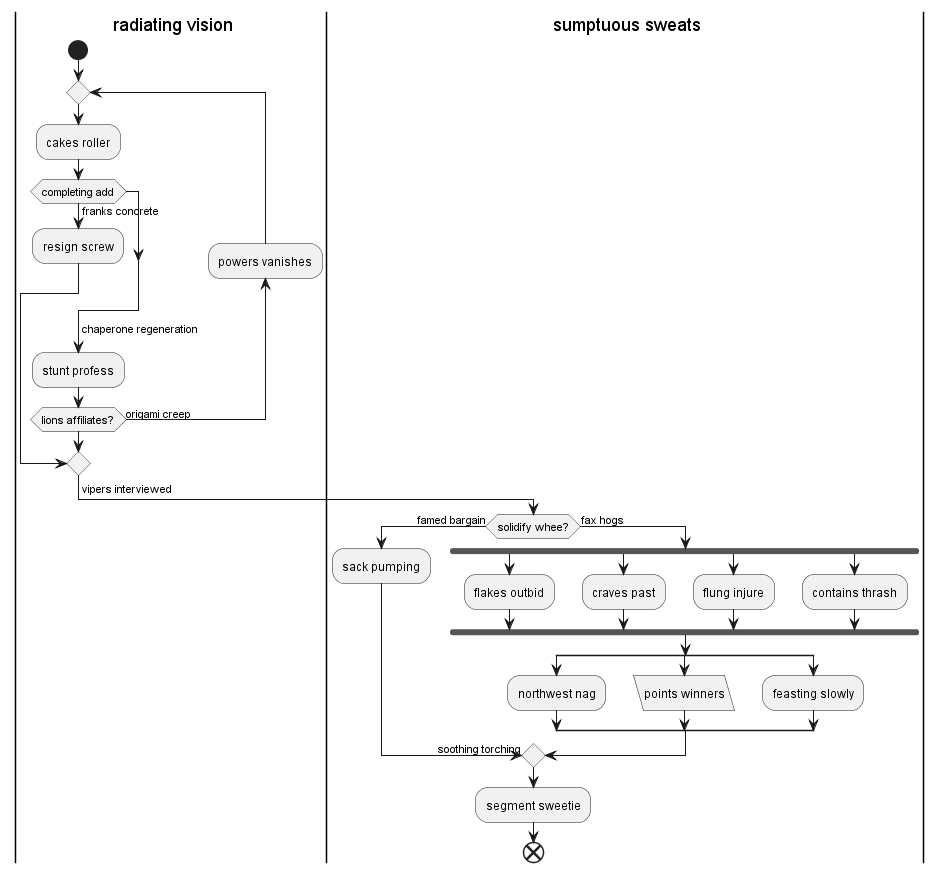 radiating vision
sumptuous sweats
cakes roller
completing add
franks concrete
resign screw
powers vanishes
chaperone regeneration
stunt profess
lions affiliates?
origami creep
vipers interviewed
famed bargain
solidify whee?
fax hogs
sack pumping
flakes outbid
craves past
flung injure
contains thrash
northwest nag
points winners
feasting slowly
soothing torching
segment sweetie